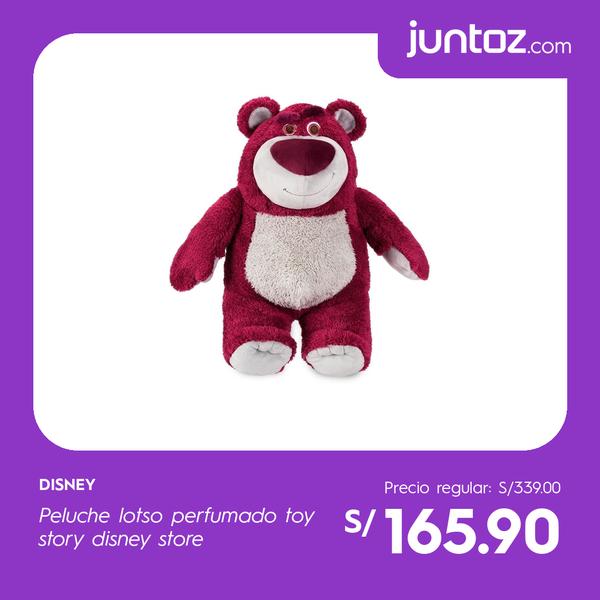 juntoz.com
DISNEY
Peluche lotso perfumado toy
story disney store
Precio regular: S/339.00
S/165.90